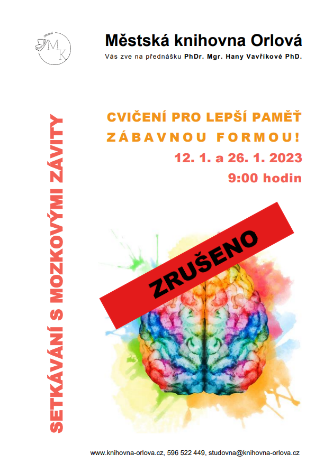 MK
Městská knihovna Orlová
Vás zve na přednášku PhDr. Mgr. Hany Vavříkové PhD.
CVIČENÍ PRO LEPŠÍ PAMĚŤ
ZÁBAVNOU FORMOU!
12. 1. a 26. 1. 2023
9:00 hodin
SETKÁVÁNÍ S MOZKOVÝMI ZÁVITY
ZRUŠENO
www.knihovna-orlova.cz, 596 522 449, studovna@knihovna-orlova.cz